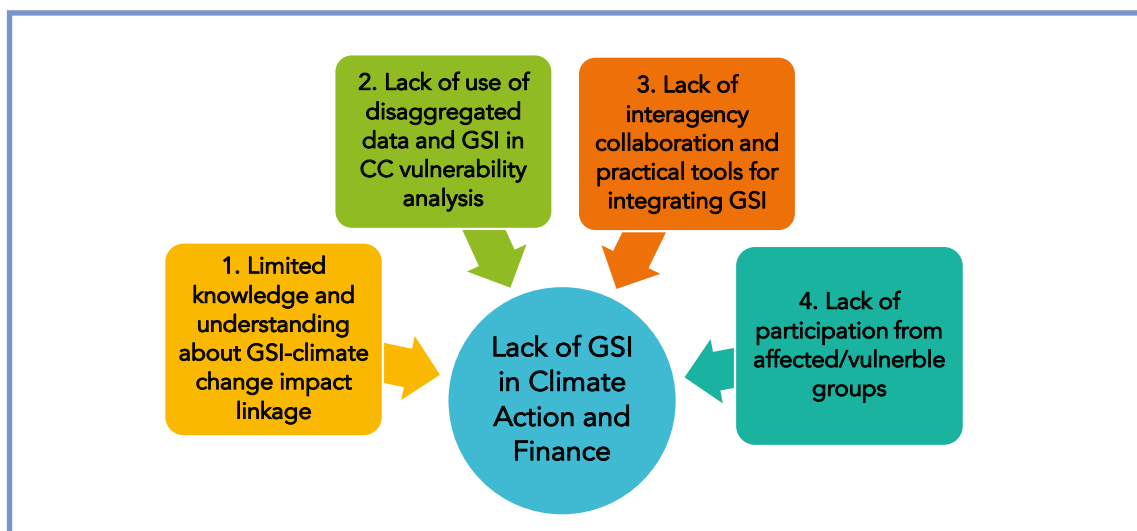 1. Limited
knowledge and
understanding
about GSI-climate
change impact
linkage
2. Lack of use of
disaggregated
data and GSI in
CC vulnerability
analysis
3. Lack of
interagency
collaboration and
practical tools for
integrating GSI
4. Lack of
participation from
affected/vulnerble
groups
Lack of GSI
in Climate
Action and
Finance